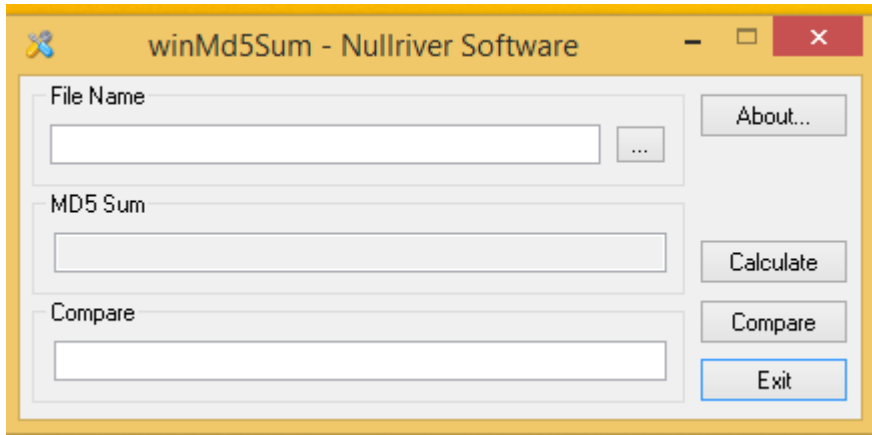 winMd5Sum - Nullriver Software
File Name
About...
...
MD5 Sum
Calculate
Compare
Compare
Exit